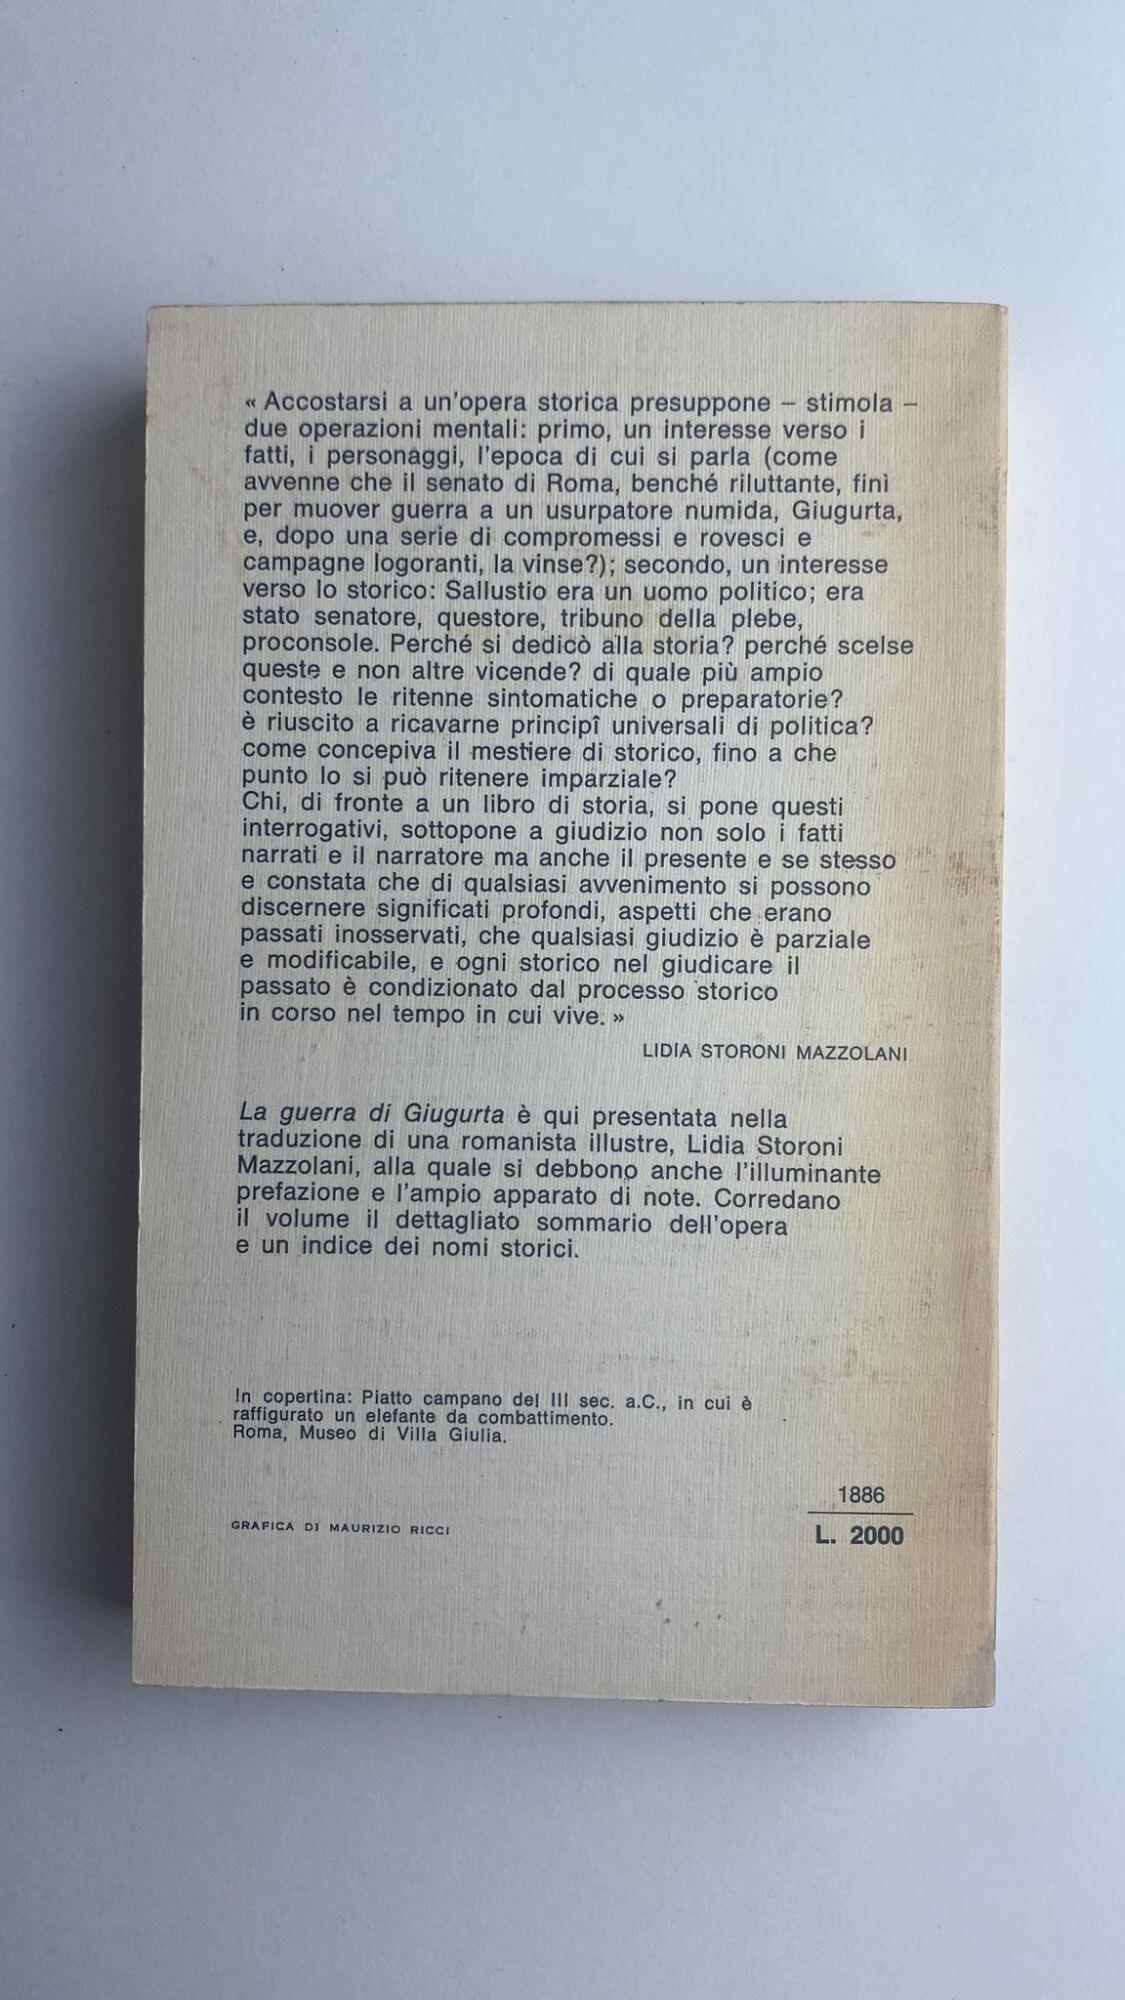 « Accostarsi a un'opera storica presuppone – stimola –
due operazioni mentali: primo, un interesse verso i
fatti, i personaggi, l'epoca di cui si parla (come
avvenne che il senato di Roma, benché riluttante, finì
per muover guerra a un usurpatore numida, Giugurta,
e, dopo una serie di compromessi e rovesci e
campagne logoranti, la vinse?); secondo, un interesse
verso lo storico: Sallustio era un uomo politico; era
stato senatore, questore, tribuno della plebe,
proconsole. Perché si dedicò alla storia? perché scelse
queste e non altre vicende? di quale più ampio
contesto le ritenne sintomatiche o preparatorie?
è riuscito a ricavarne principî universali di politica?
come concepiva il mestiere di storico, fino a che
punto lo si può ritenere imparziale?
Chi, di fronte a un libro di storia, si pone questi
interrogativi, sottopone a giudizio non solo i fatti
narrati e il narratore ma anche il presente e se stesso
e constata che di qualsiasi avvenimento si possono
discernere significati profondi, aspetti che erano
passati inosservati, che qualsiasi giudizio è parziale
e modificabile, e ogni storico nel giudicare il
passato è condizionato dal processo storico
in corso nel tempo in cui vive. »
LIDIA STORONI MAZZOLANI
La guerra di Giugurta è qui presentata nella
traduzione di una romanista illustre, Lidia Storoni
Mazzolani, alla quale si debbono anche l'illuminante
prefazione e l'ampio apparato di note. Corredano
il volume il dettagliato sommario dell'opera
e un indice dei nomi storici.
In copertina: Piatto campano del III sec. a.C., in cui è
raffigurato un elefante da combattimento.
Roma, Museo di Villa Giulia.
1886
GRAFICA DI MAURIZIO RICCI
L. 2000